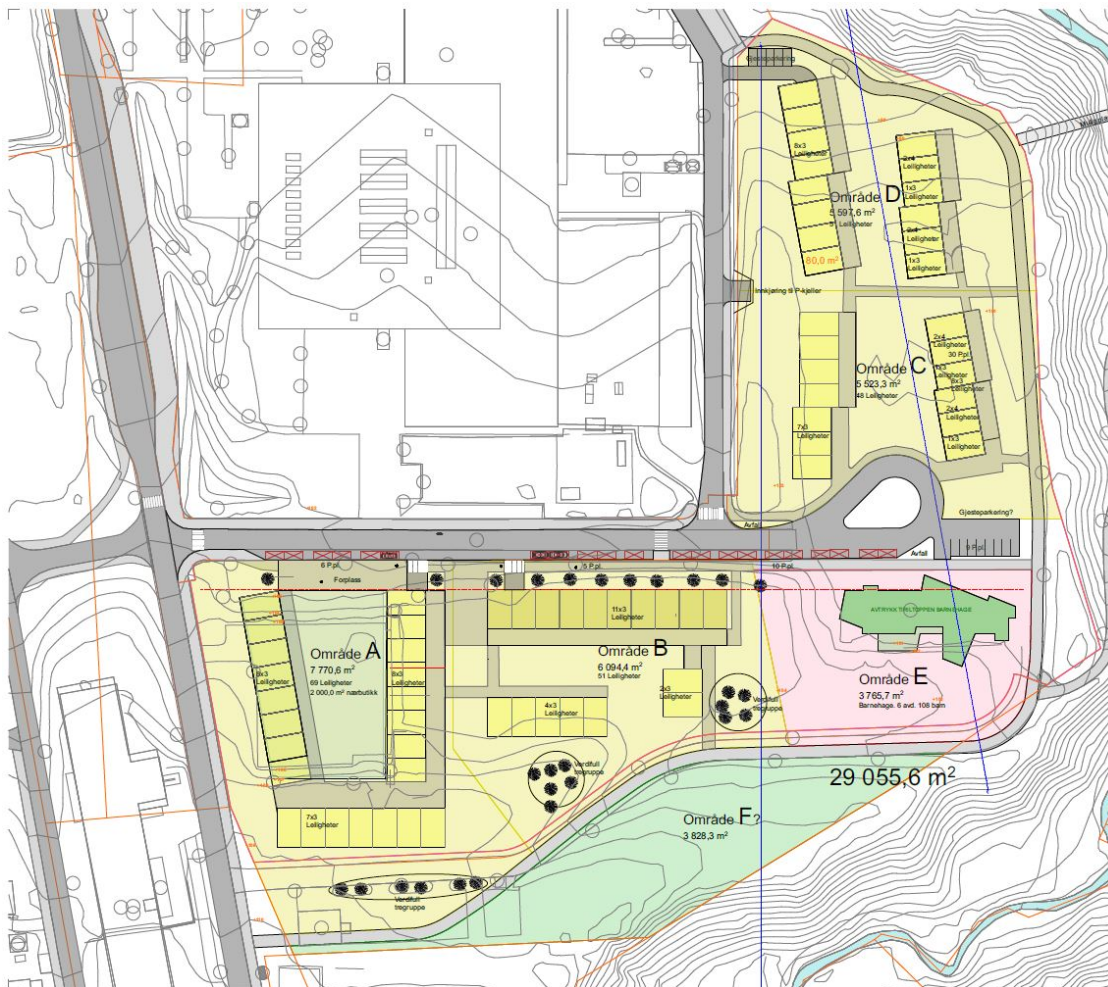 Gjesteparkering
8x3
Leiligheter
2x4
Leiligheter
1x3
Leiligheter
Område D
5 597,6 m²
Leiligheter
2x4
Leiligheter
1x3
Leiligheter
80,0 m²
Innkjøring til P-kjeller
2x4
Leiligheter
30 Ppl.
Leiligheter
Område C
5 523,3 m²
48 Leiligheter
2x4
Leiligheter
1x3
Leiligheter
7x3
Leiligheter
Gjesteparkering?
Avfall
Avfall
9 P.pl.
6 P.pl.
5 P.pl.
10 P.pl.
Forplass
11x3
Leiligheter
AVTRYKK TIRILTOPPEN BARNEHAGE
Område A
7 770,6 m²
69 Leiligheter
2 000,0 m² nærbutikk
Leiligheter
8x3
Leiligheter
Område B
6 094,4 m²
51 Leiligheter
2x3
Leiligheter
Område E
3 765,7 m²
Barnehage. 6 avd. 108 barn
4x3
Leiligheter
Verdifull
tregruppe
Verdifull
tregruppe
29 055,6 m²
7x3
Leiligheter
Område F?
3 828,3 m²
Verdifull
tregruppe